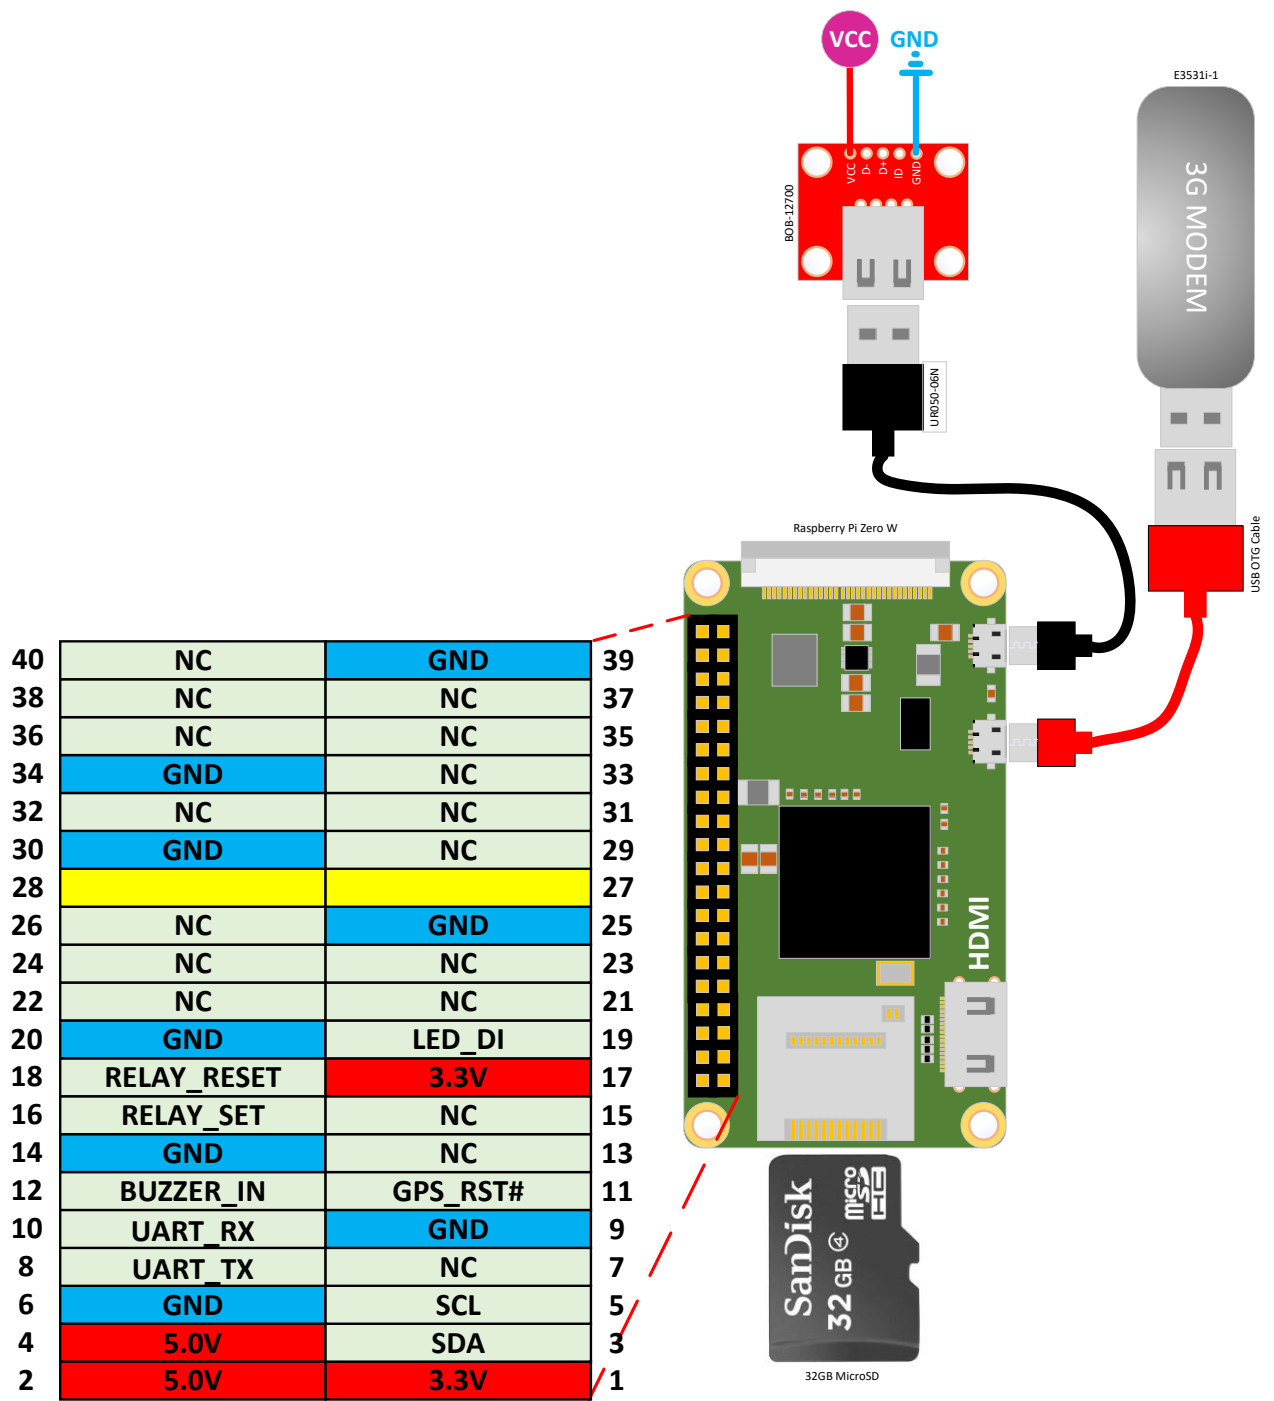 VCC GND
E3531i-1
VCC D- D+ ID GND
BOB-12700
3G MODEM
UR050-06N
USB OTG Cable
Raspberry Pi Zero W
HDMI
40 NC GND 39
38 NC NC 37
36 NC NC 35
34 GND NC 33
32 NC NC 31
30 GND NC 29
28 27
26 NC GND 25
24 NC NC 23
22 NC NC 21
20 GND LED_DI 19
18 RELAY_RESET 3.3V 17
16 RELAY_SET NC 15
14 GND NC 13
12 BUZZER_IN GPS_RST# 11
10 UART_RX GND 9
8 UART_TX NC 7
6 GND SCL 5
4 5.0V SDA 3
2 5.0V 3.3V 1
SanDisk
32 GB 4
micro
SD
HC
32GB MicroSD